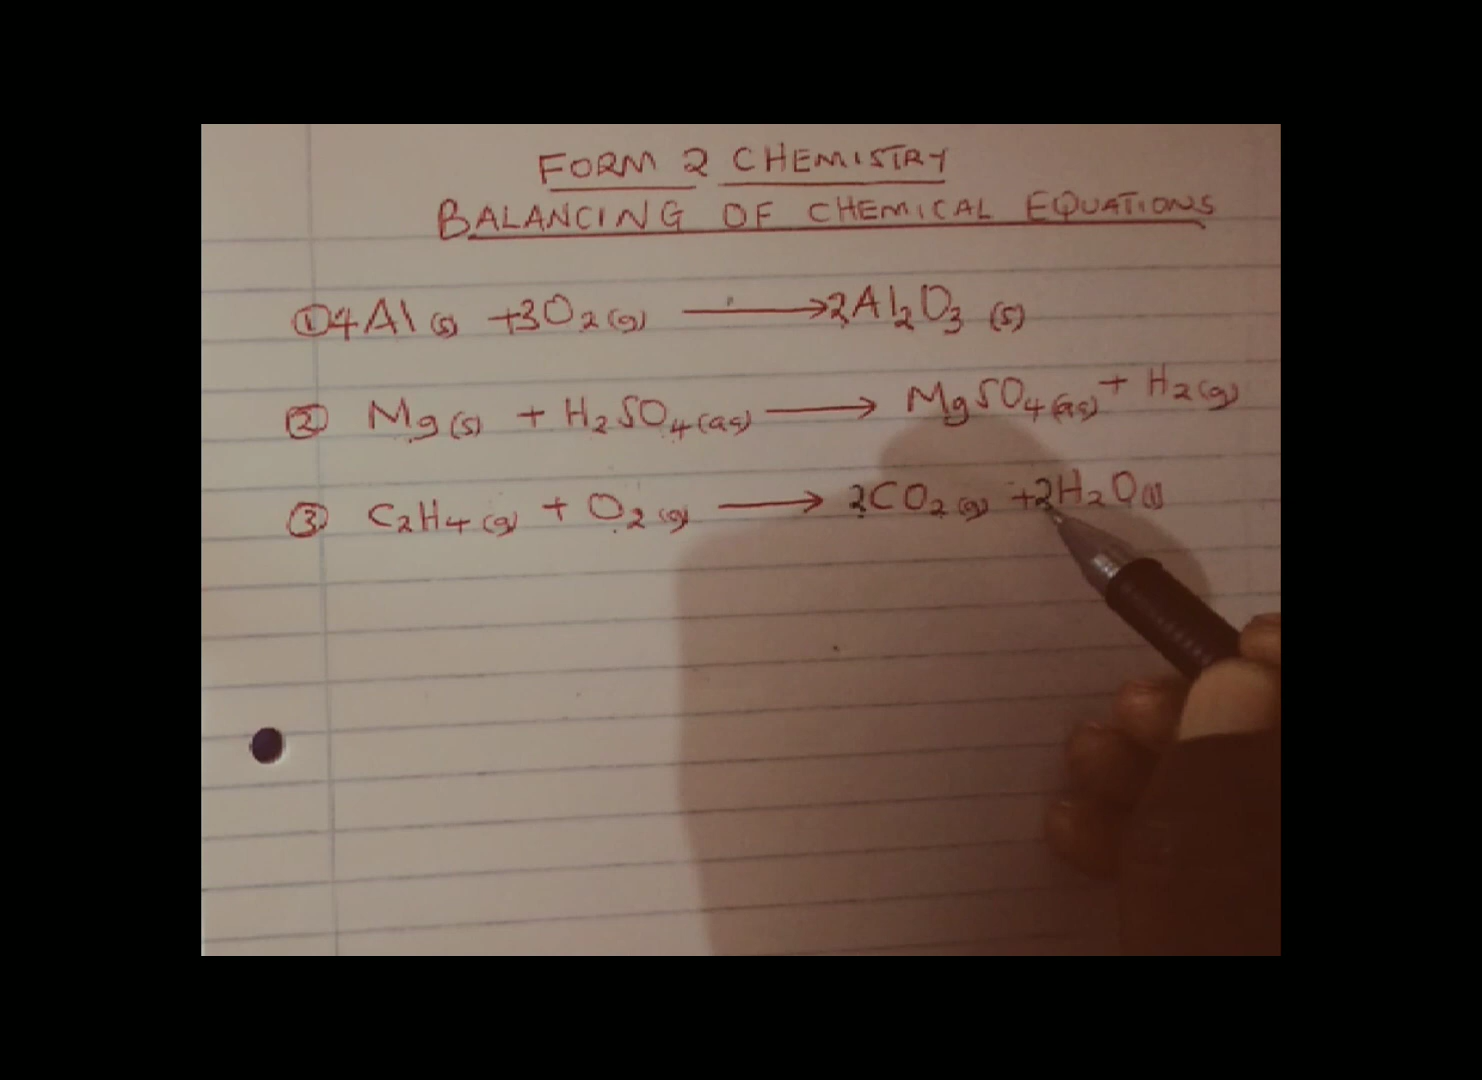 FORM 2 CHEMISTRY
BALANCING OF CHEMICAL EQUATIONS
① 4Al(s) + 3O₂(g) ⟶ 2Al₂O₃ (s)
② Mg(s) + H₂SO₄(aq) ⟶ MgSO₄(aq) + H₂(g)
③ C₂H₄(g) + O₂(g) ⟶ 2CO₂(g) + 2H₂O(l)